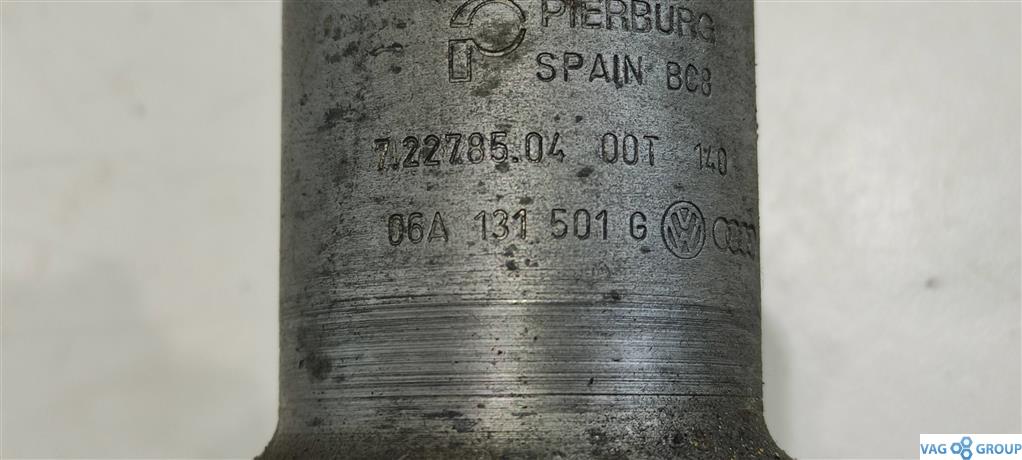 PIERBURG
SPAIN BC8
7.22785.04 00T 140
06A 131 501 G
VAG GROUP